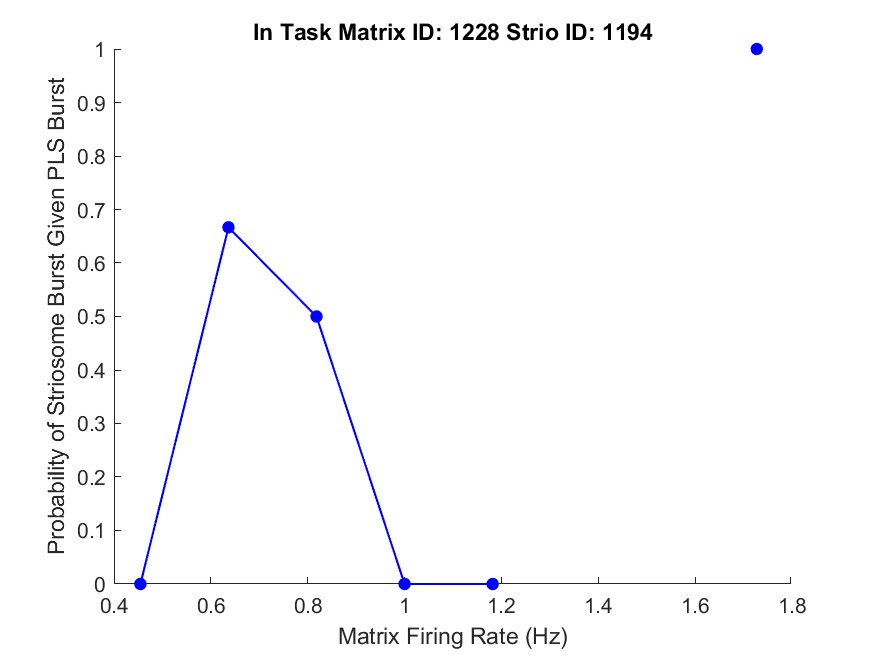 In Task Matrix ID: 1228 Strio ID: 1194
Probability of Striosome Burst Given PLS Burst
1
0.9
0.8
0.7
0.6
0.5
0.4
0.3
0.2
0.1
0
0.4 0.6 0.8 1 1.2 1.4 1.6 1.8
Matrix Firing Rate (Hz)